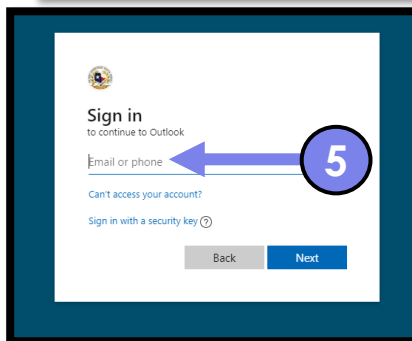 Sign in
to continue to Outlook
Email or phone
5
Can't access your account?
Sign in with a security key ?
Back Next